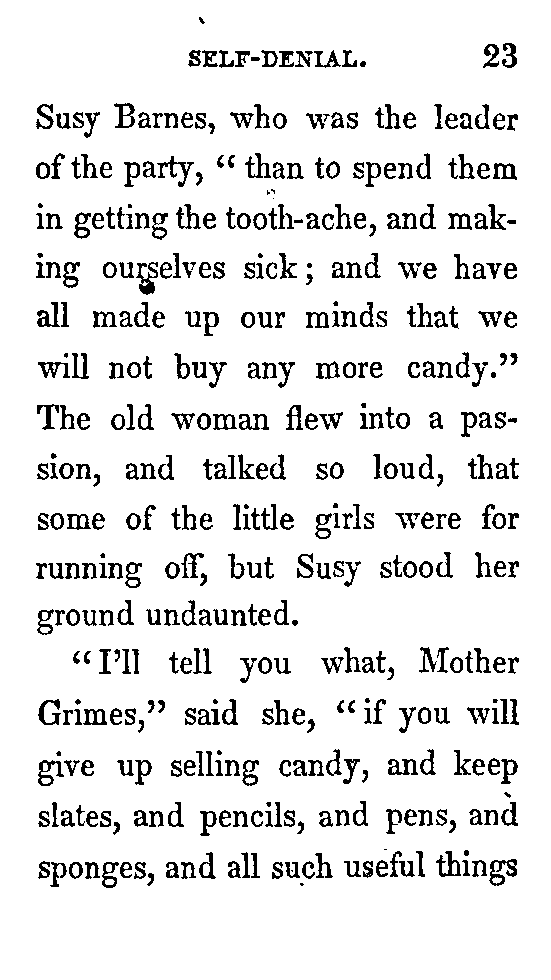 SELF-DENIAL. 23
Susy Barnes, who was the leader
of the party, “ than to spend them
in getting the tooth-ache, and mak-
ing ourselves sick ; and we have
all made up our minds that we
will not buy any more candy.”
The old woman flew into a pas-
sion, and talked so loud, that
some of the little girls were for
running off, but Susy stood her
ground undaunted.
“ I’ll tell you what, Mother
Grimes,” said she, “ if you will
give up selling candy, and keep
slates, and pencils, and pens, and
sponges, and all such useful things